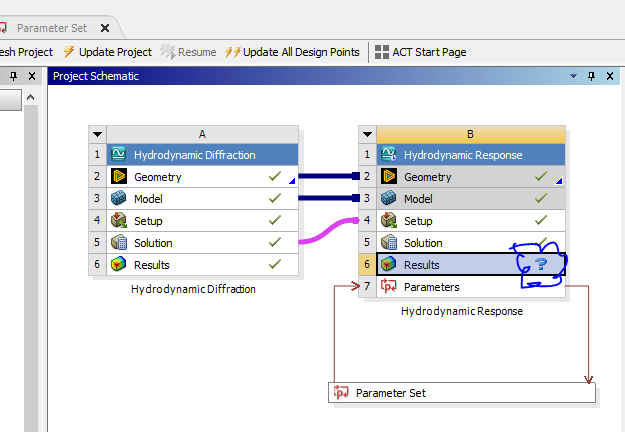 Parameter Set
esh Project Update Project Resume Update All Design Points ACT Start Page
Project Schematic
A
1 Hydrodynamic Diffraction
2 Geometry
3 Model
4 Setup
5 Solution
6 Results
Hydrodynamic Diffraction
B
1 Hydrodynamic Response
2 Geometry
3 Model
4 Setup
5 Solution
6 Results ?
7 Parameters
Hydrodynamic Response
Parameter Set